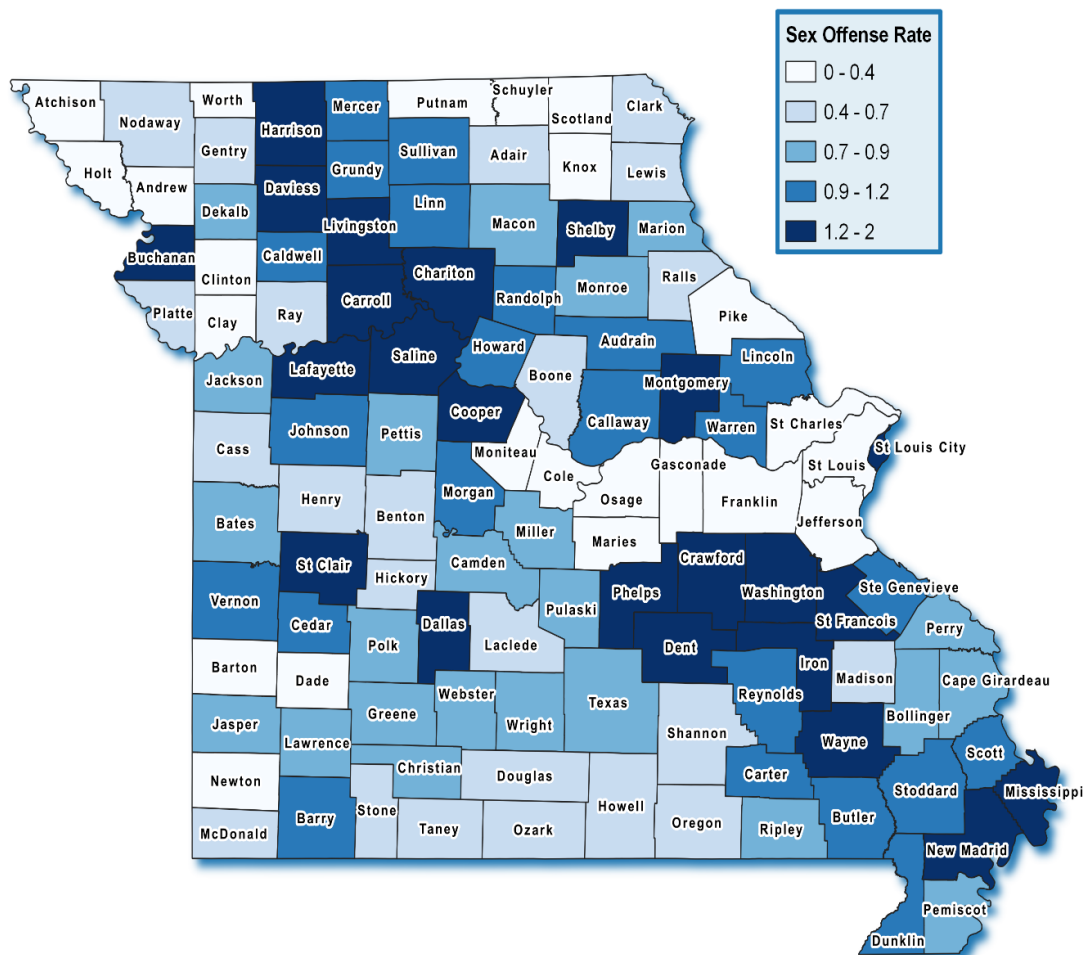 Sex Offense Rate
0 - 0.4
0.4 - 0.7
0.7 - 0.9
0.9 - 1.2
1.2 - 2
Atchison
Nodaway
Worth
Harrison
Mercer
Putnam
Schuyler
Scotland
Clark
Gentry
Sullivan
Adair
Knox
Lewis
Holt
Andrew
Daviess
Grundy
Dekalb
Livingston
Linn
Macon
Shelby
Marion
Buchanan
Clinton
Caldwell
Chariton
Randolph
Monroe
Ralls
Platte
Clay
Ray
Carroll
Pike
Jackson
Lafayette
Saline
Howard
Boone
Audrain
Lincoln
Montgomery
Cass
Johnson
Pettis
Cooper
Callaway
Warren
St Charles
St Louis City
Moniteau
Cole
Gasconade
St Louis
Henry
Benton
Morgan
Osage
Franklin
Jefferson
Bates
Miller
Maries
St Clair
Hickory
Camden
Crawford
Vernon
Cedar
Dallas
Laclede
Pulaski
Phelps
Washington
Ste Genevieve
St Francois
Perry
Polk
Dent
Iron
Madison
Barton
Dade
Webster
Wright
Texas
Reynolds
Cape Girardeau
Bollinger
Jasper
Greene
Lawrence
Shannon
Wayne
Scott
Newton
Christian
Douglas
Howell
Carter
Stoddard
Mississippi
McDonald
Barry
Stone
Taney
Ozark
Oregon
Ripley
Butler
New Madrid
Pemiscot
Dunklin